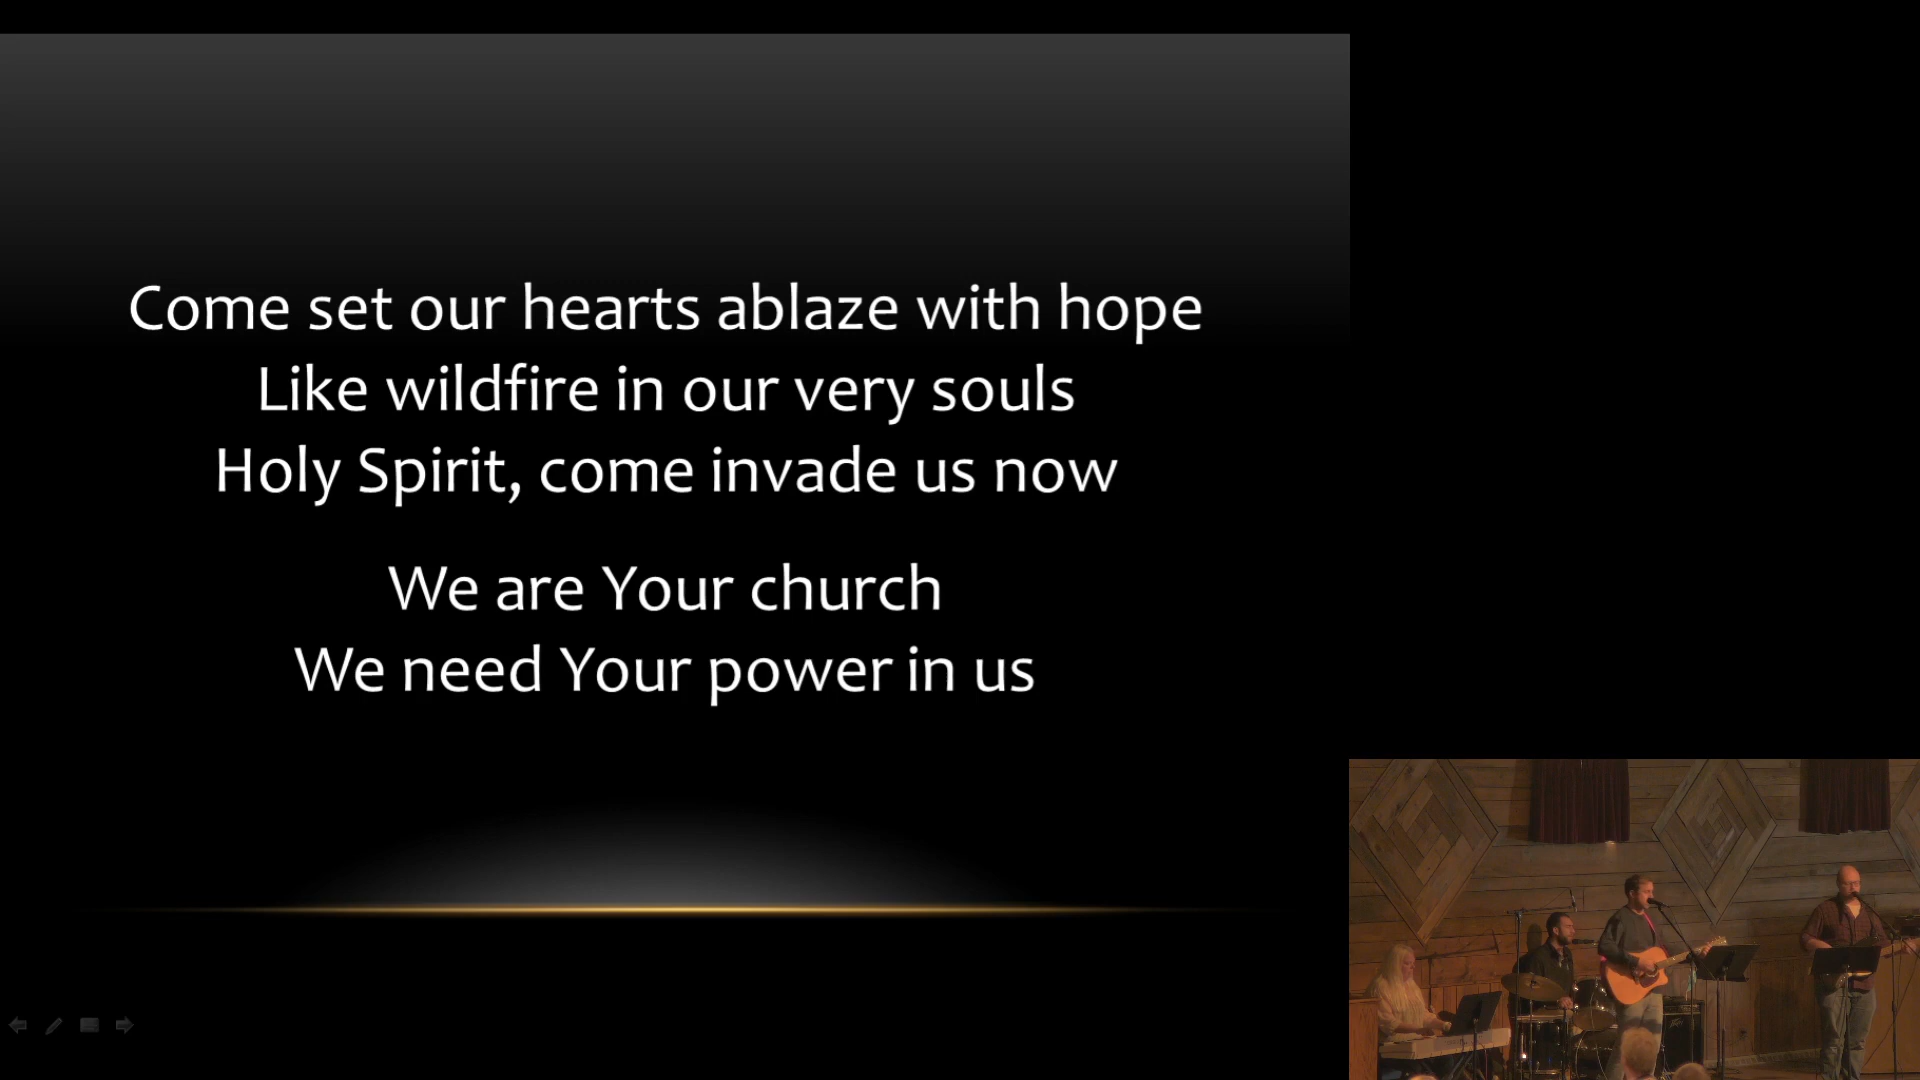 Come set our hearts ablaze with hope
Like wildfire in our very souls
Holy Spirit, come invade us now
We are Your church
We need Your power in us